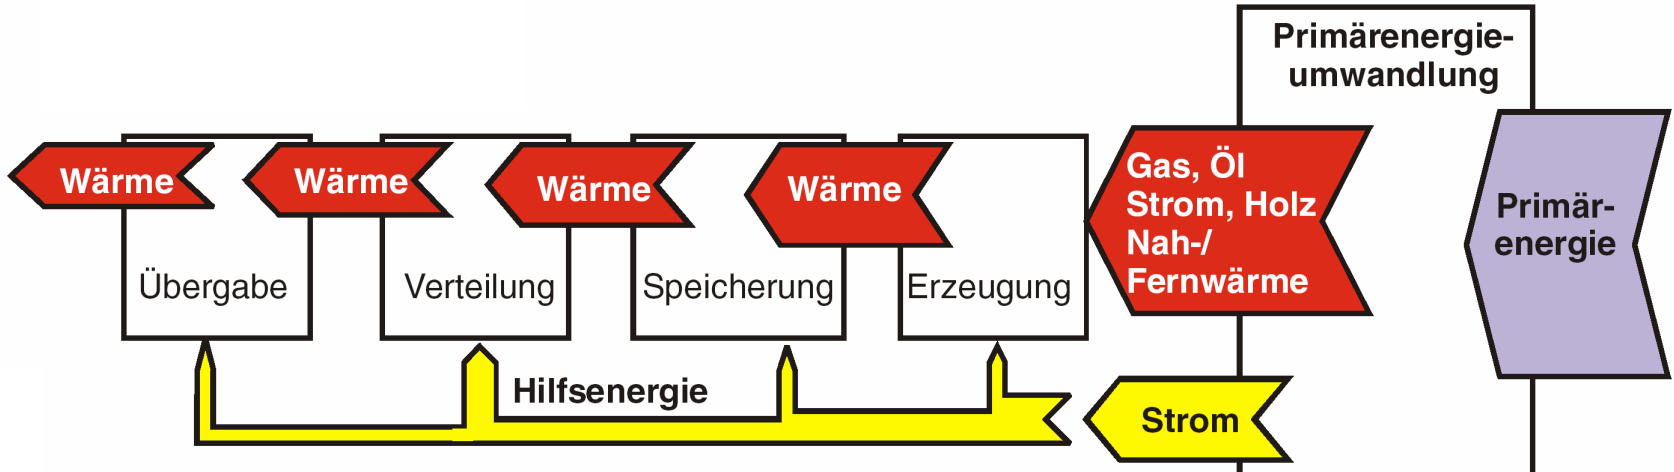 Primärenergie-
umwandlung
Wärme
Wärme
Wärme
Wärme
Gas, Öl
Strom, Holz
Nah-/
Fernwärme
Primär-
energie
Übergabe
Verteilung
Speicherung
Erzeugung
Hilfsenergie
Strom